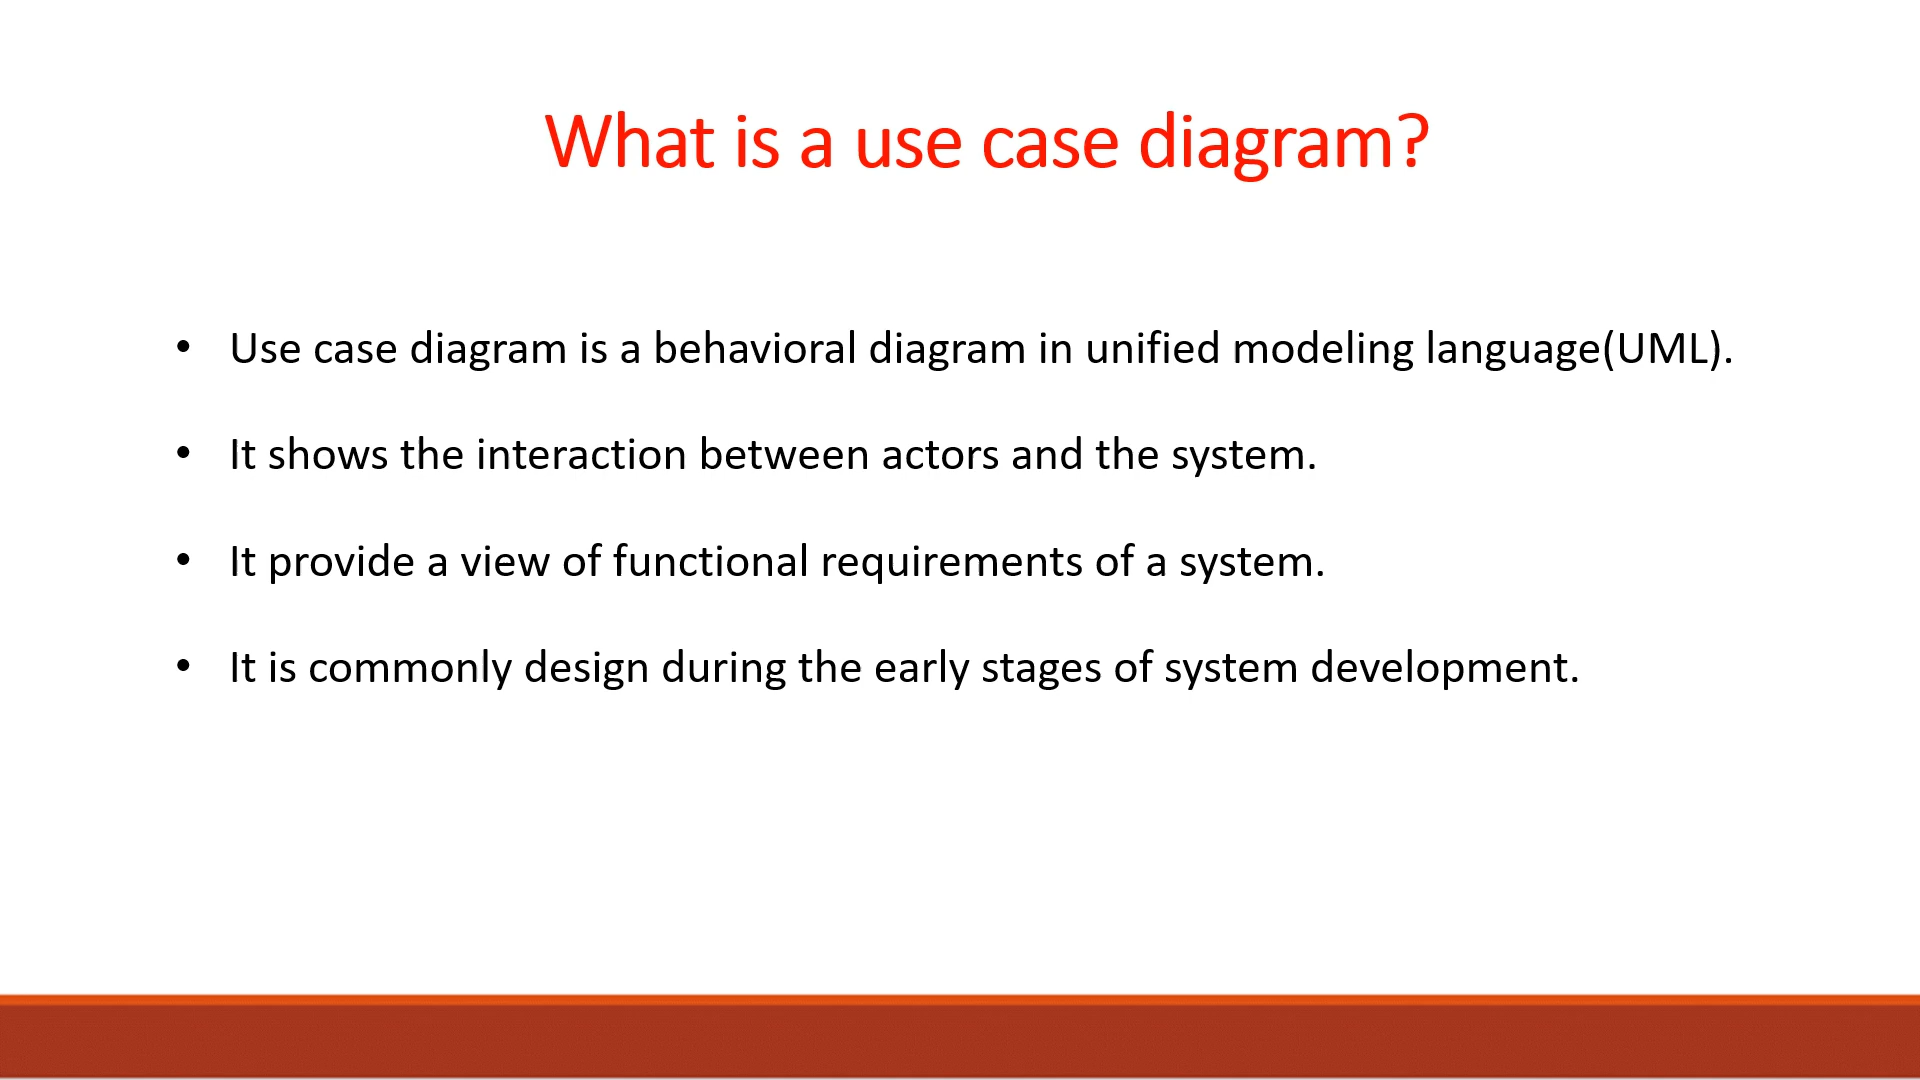 What is a use case diagram?
• Use case diagram is a behavioral diagram in unified modeling language(UML).
• It shows the interaction between actors and the system.
• It provide a view of functional requirements of a system.
• It is commonly design during the early stages of system development.